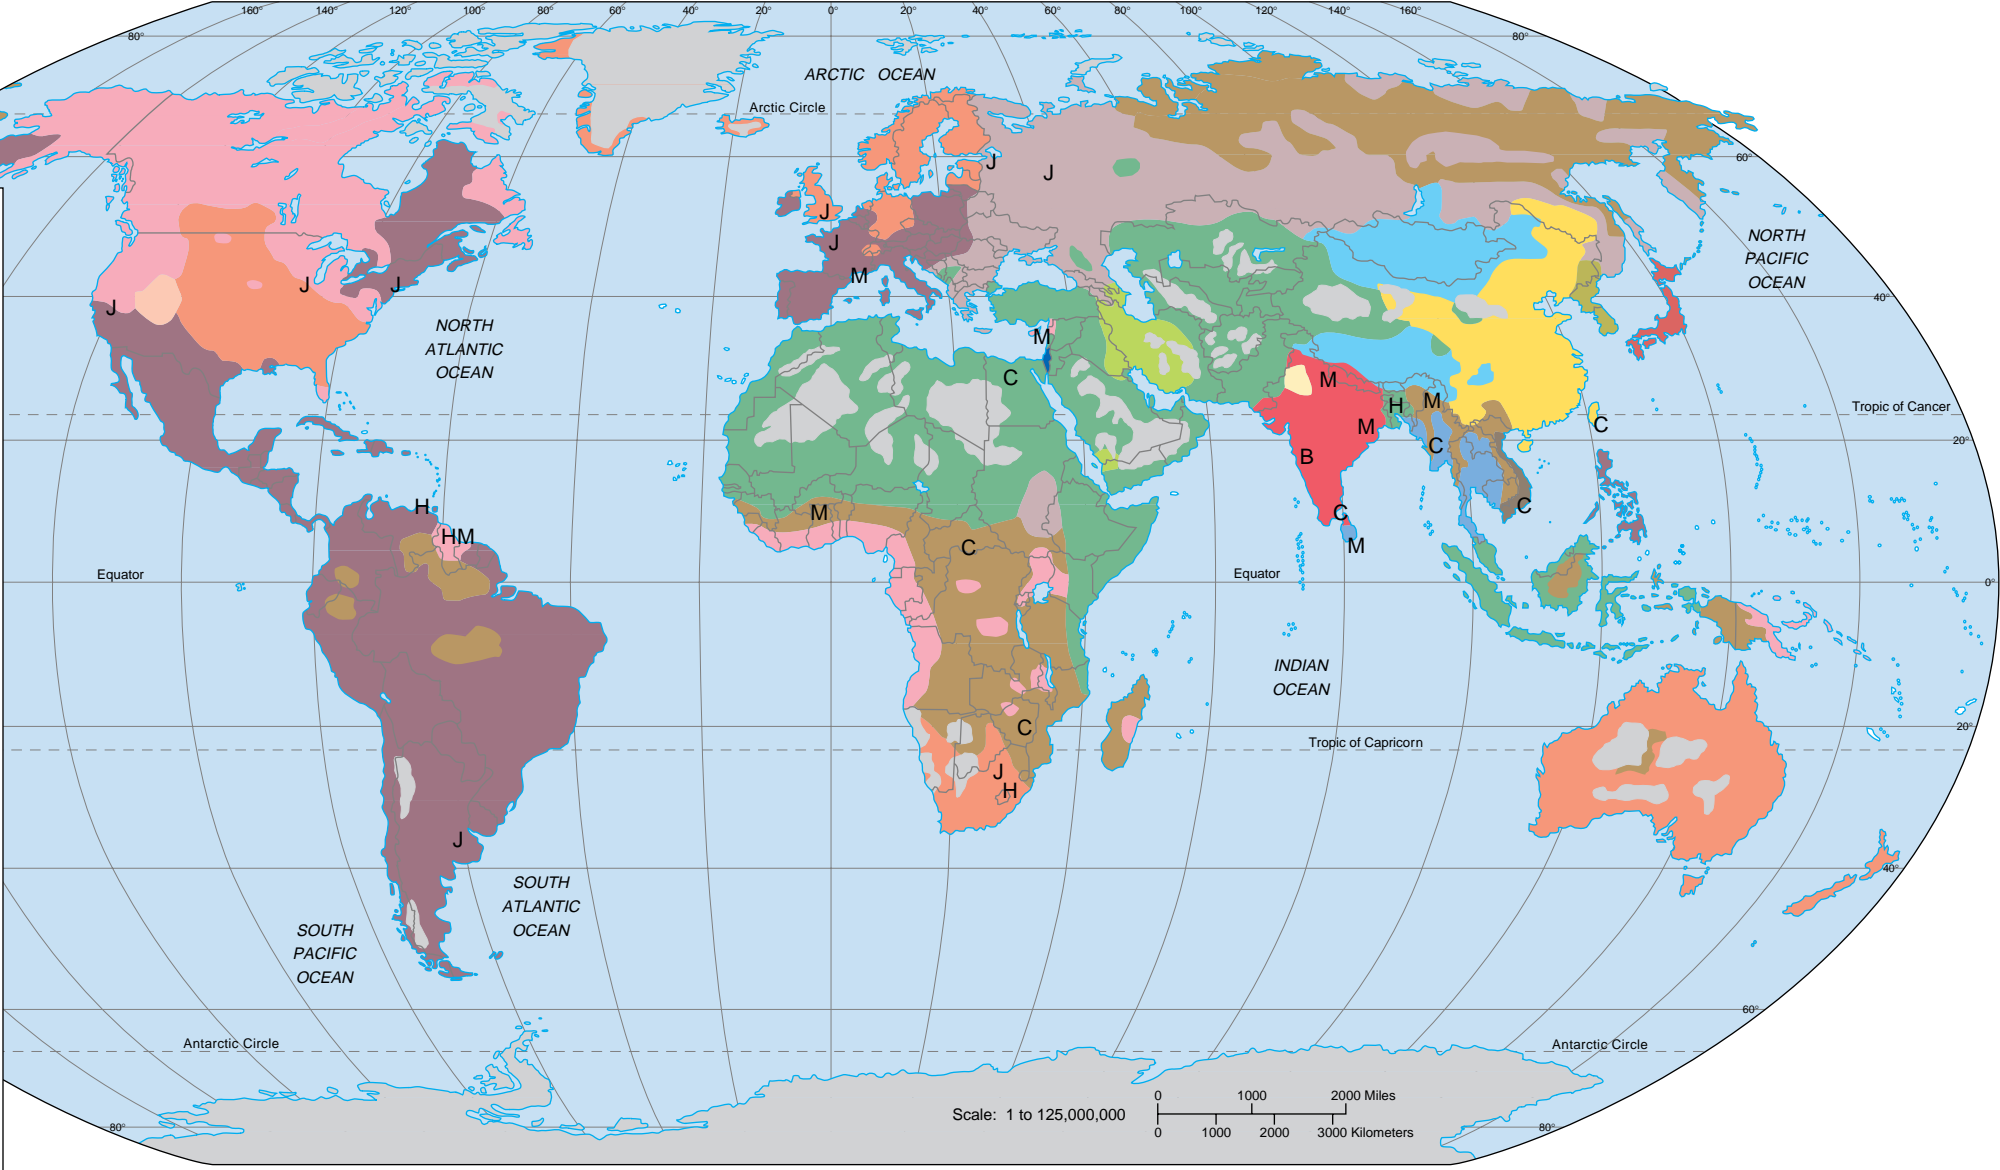 160° 140° 120° 100° 80° 60° 40° 20° 0° 20° 40° 60° 80° 100° 120° 140° 160°
80° 80°
ARCTIC OCEAN
Arctic Circle
J J
60°
J
J
M
NORTH
PACIFIC
OCEAN
J J
J
40°
NORTH
ATLANTIC
OCEAN
M
C
M
H M
Tropic of Cancer
M
C
20°
C
B
H
M
C
C
HM
C
M
Equator
Equator
0°
INDIAN
OCEAN
C
20°
Tropic of Capricorn
J
H
J
40°
SOUTH
ATLANTIC
OCEAN
SOUTH
PACIFIC
OCEAN
60°
Antarctic Circle
Antarctic Circle
0 1000 2000 Miles
Scale: 1 to 125,000,000
0 1000 2000 3000 Kilometers
80° 80°